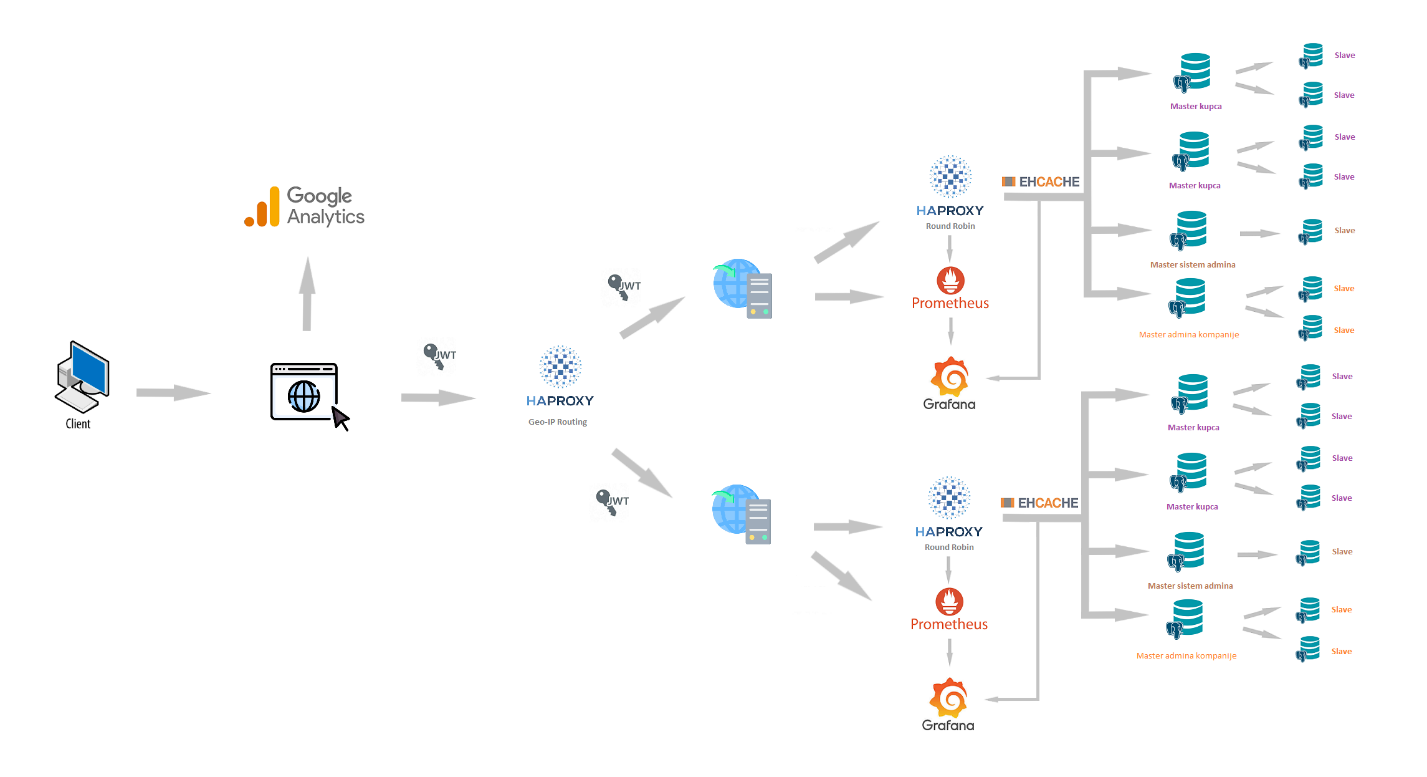 Client
Google
Analytics
JWT
HAPROXY
Geo-IP Routing
JWT
JWT
HAPROXY
Round Robin
Prometheus
Grafana
EHCACHE
Master kupca
Slave
Slave
Master kupca
Slave
Slave
Master sistem admina
Slave
Master admina kompanije
Slave
Slave
HAPROXY
Round Robin
Prometheus
Grafana
EHCACHE
Master kupca
Slave
Slave
Master kupca
Slave
Slave
Master sistem admina
Slave
Master admina kompanije
Slave
Slave